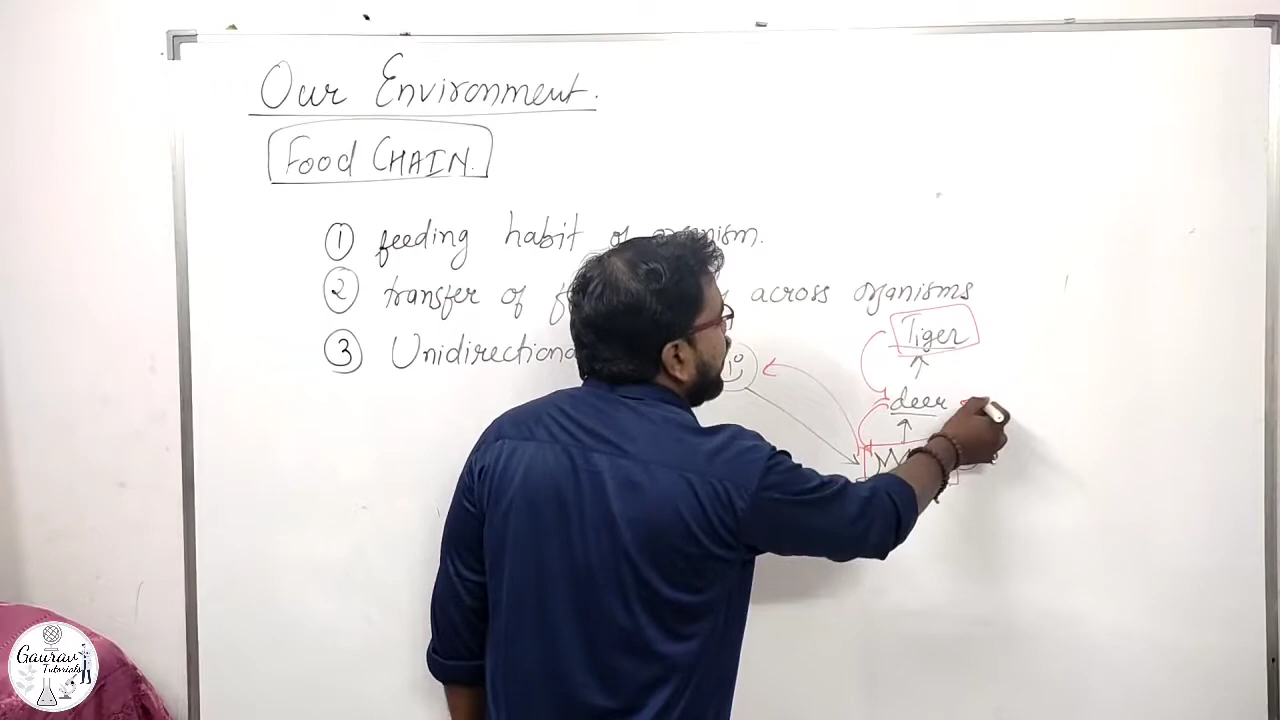 Our Environment.
Food CHAIN.
1 feeding habit of organism.
2 transfer of across organisms
3 Unidirectiona
Tiger
deer
Gaurav
Tutorials